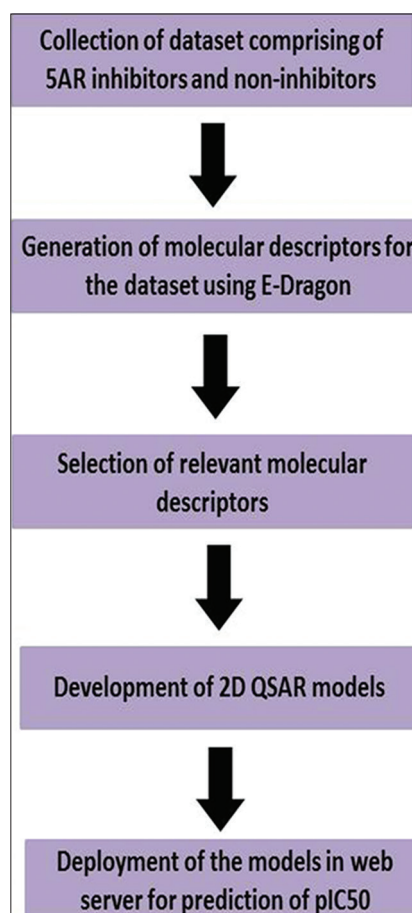 Collection of dataset comprising of
5AR inhibitors and non-inhibitors
Generation of molecular descriptors for
the dataset using E-Dragon
Selection of relevant molecular
descriptors
Development of 2D QSAR models
Deployment of the models in web
server for prediction of pIC50